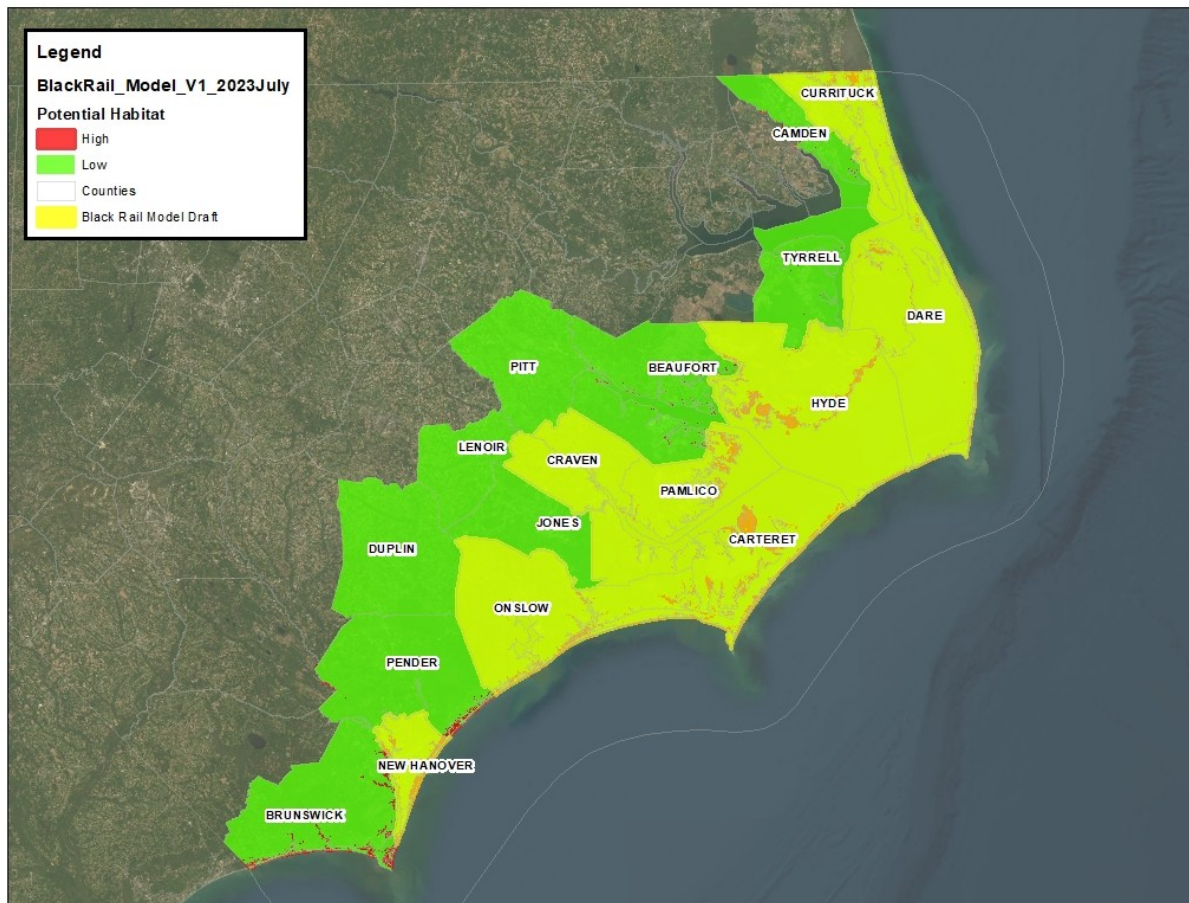 Legend
BlackRail_Model_V1_2023July
Potential Habitat
High
Low
Counties
Black Rail Model Draft
CURRITUCK
CAMDEN
TYRRELL
DARE
PITT
BEAUFORT
HYDE
LENOIR
CRAVEN
PAMLICO
JONES
CARTERET
DUPLIN
ONSLOW
PENDER
NEW HANOVER
BRUNSWICK